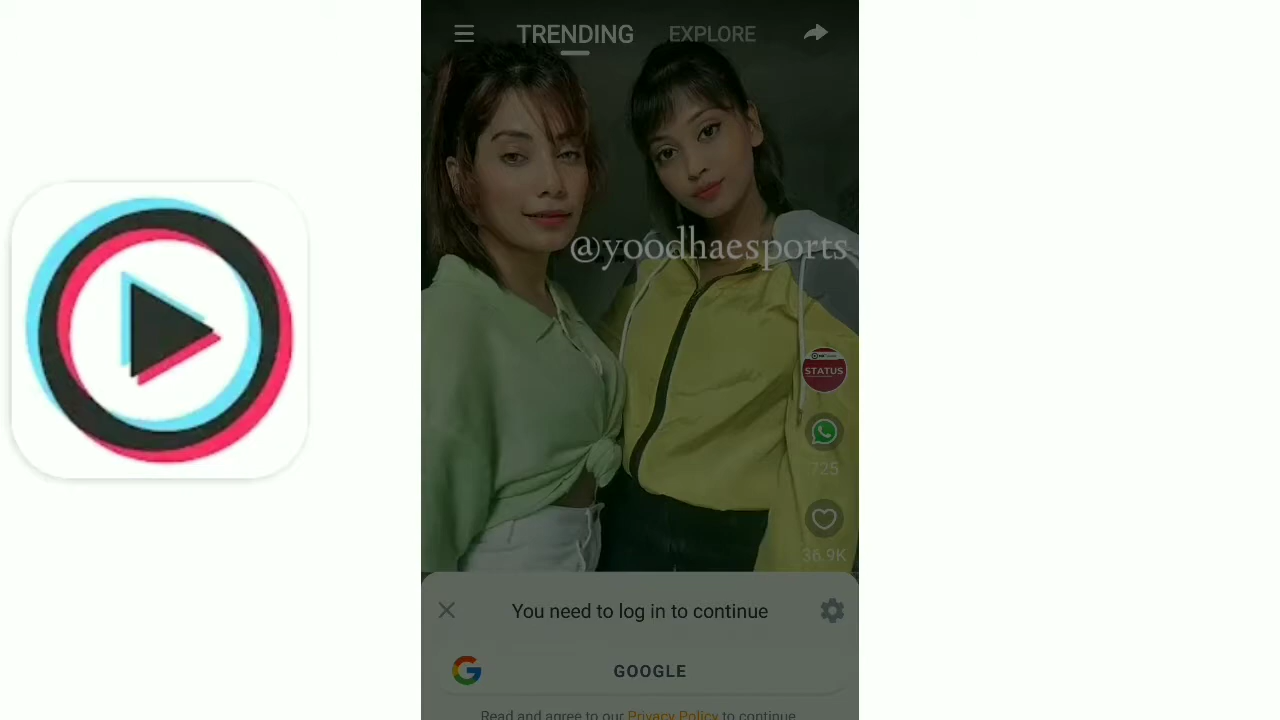 TRENDING EXPLORE
@yoodhaesports
STATUS
725
36.9K
You need to log in to continue
GOOGLE
Read and agree to our Privacy Policy to continue